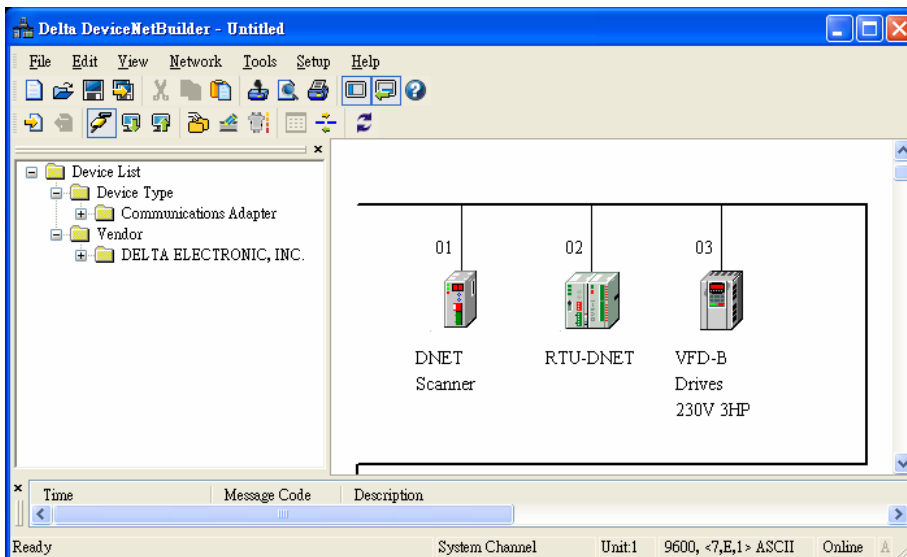 Delta DeviceNetBuilder - Untitled
File Edit View Network Tools Setup Help
Device List
Device Type
Communications Adapter
Vendor
DELTA ELECTRONIC, INC.
01 02 03
DNET Scanner
RTU-DNET
VFD-B Drives 230V 3HP
Time Message Code Description
Ready System Channel Unit:1 9600, <7,E,1> ASCII Online A